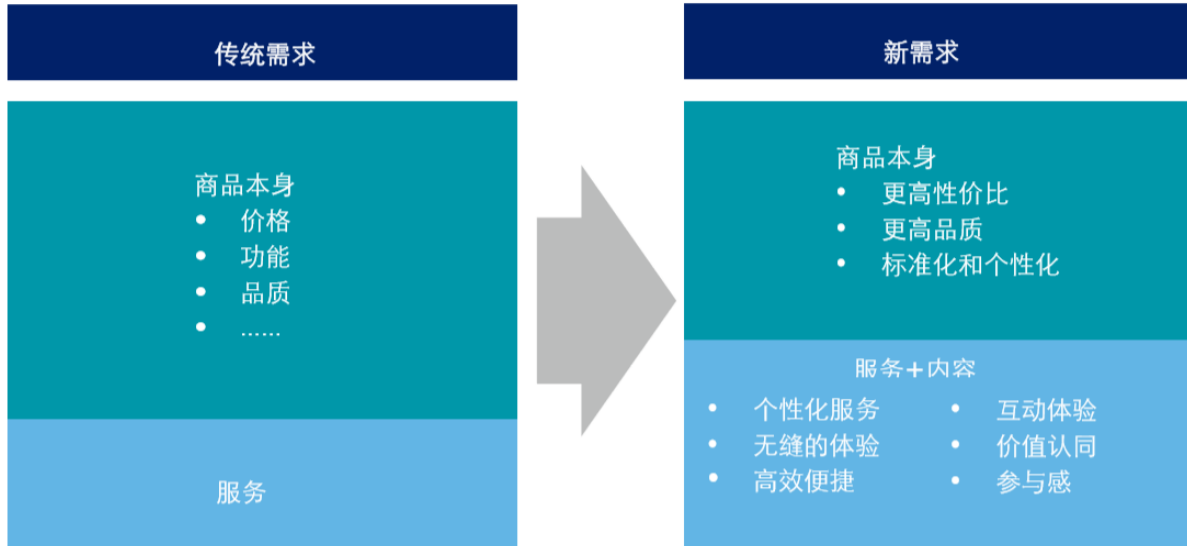 传统需求
商品本身
• 价格
• 功能
• 品质
• ......
服务
新需求
商品本身
• 更高性价比
• 更高品质
• 标准化和个性化
服务+内容
• 个性化服务
• 无缝的体验
• 高效便捷
• 互动体验
• 价值认同
• 参与感